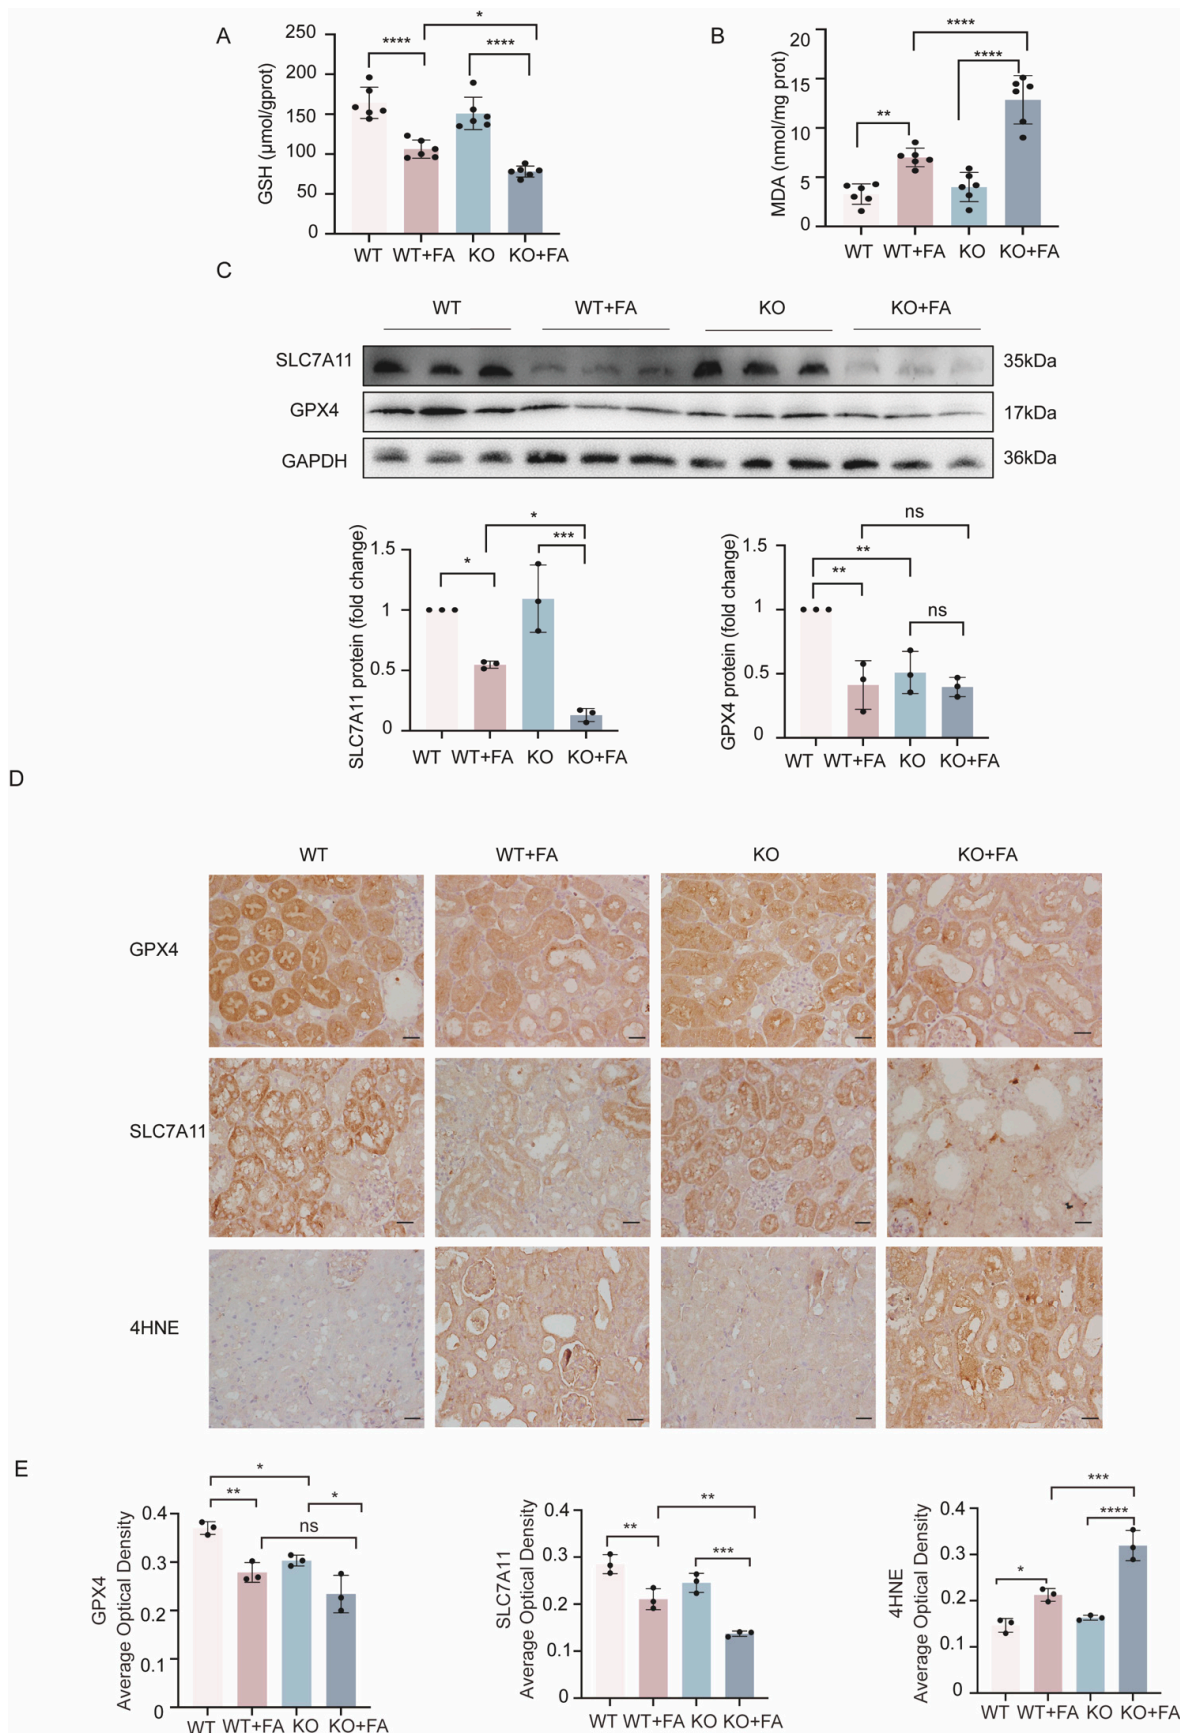 A
GSH (μmol/gprot)
250
200
150
100
50
0
****
*
****
WT
WT+FA
KO
KO+FA
B
MDA (nmol/mg prot)
20
15
10
5
0
**
****
****
WT
WT+FA
KO
KO+FA
C
WT
WT+FA
KO
KO+FA
SLC7A11
35kDa
GPX4
17kDa
GAPDH
36kDa
SLC7A11 protein (fold change)
1.5
1
0.5
0
*
*
***
WT
WT+FA
KO
KO+FA
GPX4 protein (fold change)
1.5
1
0.5
0
ns
**
**
ns
WT
WT+FA
KO
KO+FA
D
WT
WT+FA
KO
KO+FA
GPX4
SLC7A11
4HNE
E
GPX4
Average Optical Density
0.4
0.3
0.2
0.1
0
*
**
*
ns
WT
WT+FA
KO
KO+FA
SLC7A11
Average Optical Density
0.4
0.3
0.2
0.1
0
**
**
***
WT
WT+FA
KO
KO+FA
4HNE
Average Optical Density
0.4
0.3
0.2
0.1
0
***
****
*
WT
WT+FA
KO
KO+FA